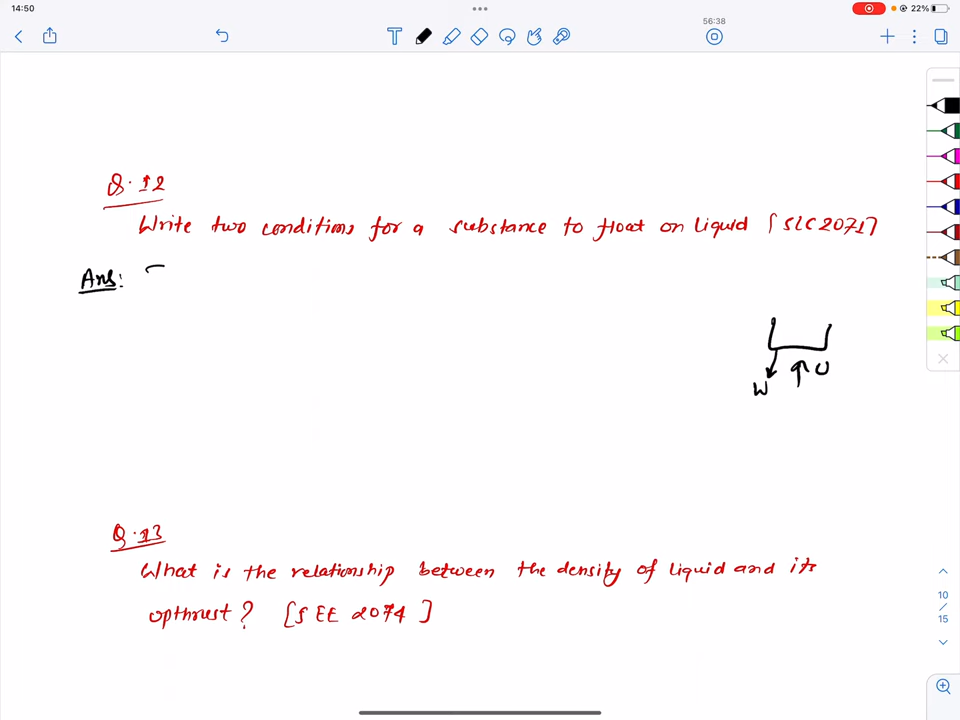 14:50
56:38
22%
T
Q.12
Write two conditions for a substance to float on liquid [SLC 2071]
Ans:
W U
Q.13
What is the relationship between the density of liquid and its
opthrust? [SEE 2074]
10
/
15